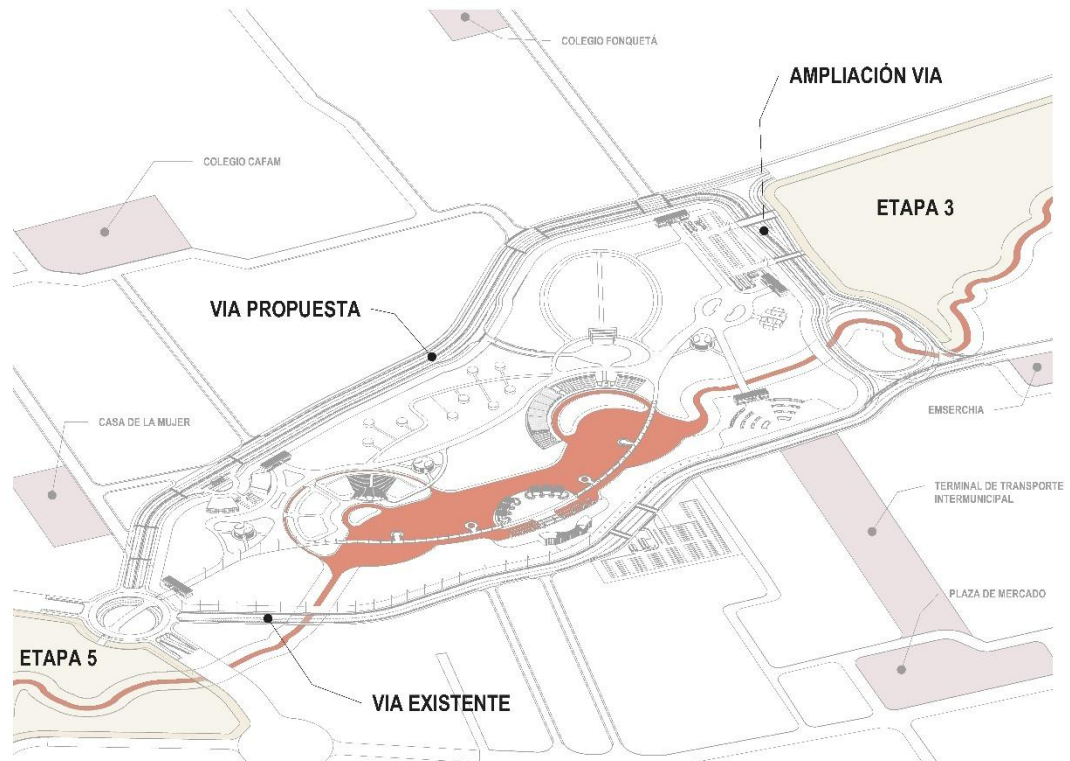 COLEGIO FONQUETÁ
AMPLIACIÓN VIA
COLEGIO CAFAM
ETAPA 3
VIA PROPUESTA
EMSERCHIA
CASA DE LA MUJER
TERMINAL DE TRANSPORTE
INTERMUNICIPAL
PLAZA DE MERCADO
ETAPA 5
VIA EXISTENTE